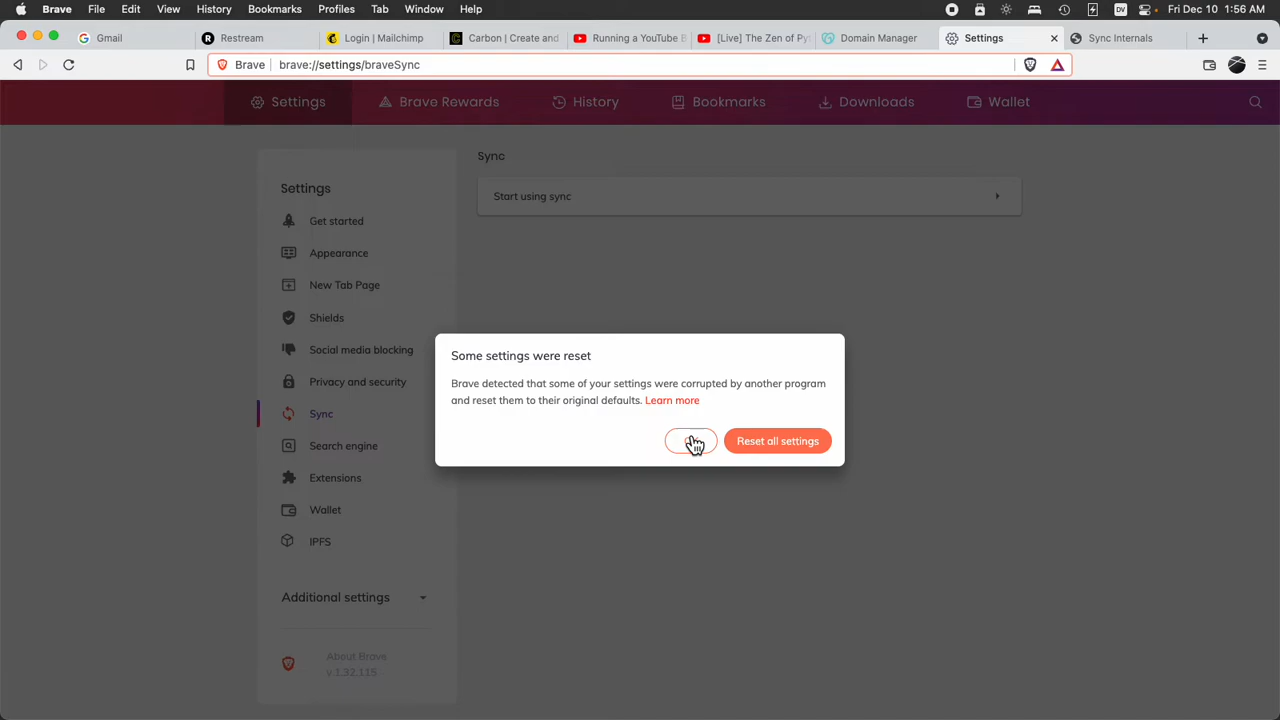 Brave File Edit View History Bookmarks Profiles Tab Window Help DV Fri Dec 10 1:56 AM
Gmail Restream Login | Mailchimp Carbon | Create and Running a YouTube B [Live] The Zen of Py Domain Manager Settings Sync Internals
Brave brave://settings/braveSync
Settings Brave Rewards History Bookmarks Downloads Wallet
Settings
Get started
Appearance
New Tab Page
Shields
Social media blocking
Privacy and security
Sync
Search engine
Extensions
Wallet
IPFS
Additional settings
About Brave
v.1.32.115
Sync
Start using sync
Some settings were reset
Brave detected that some of your settings were corrupted by another program
and reset them to their original defaults. Learn more
Reset all settings